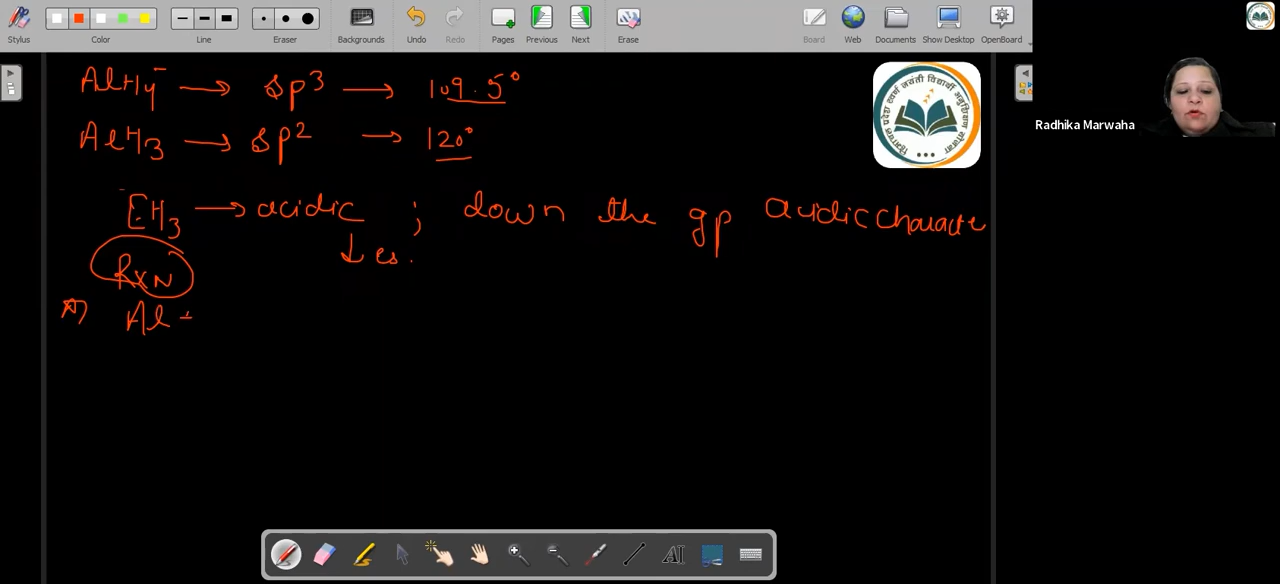 Stylus Color Line Eraser Backgrounds Undo Redo Pages Previous Next Erase Board Web Documents Show Desktop OpenBoard
AlH4⁻ → sp³ → 109.5°
AlH3 → sp² → 120°
EH3 → acidic ; down the gp acidic characte
↓es.
RXN
Al -
Radhika Marwaha
AI